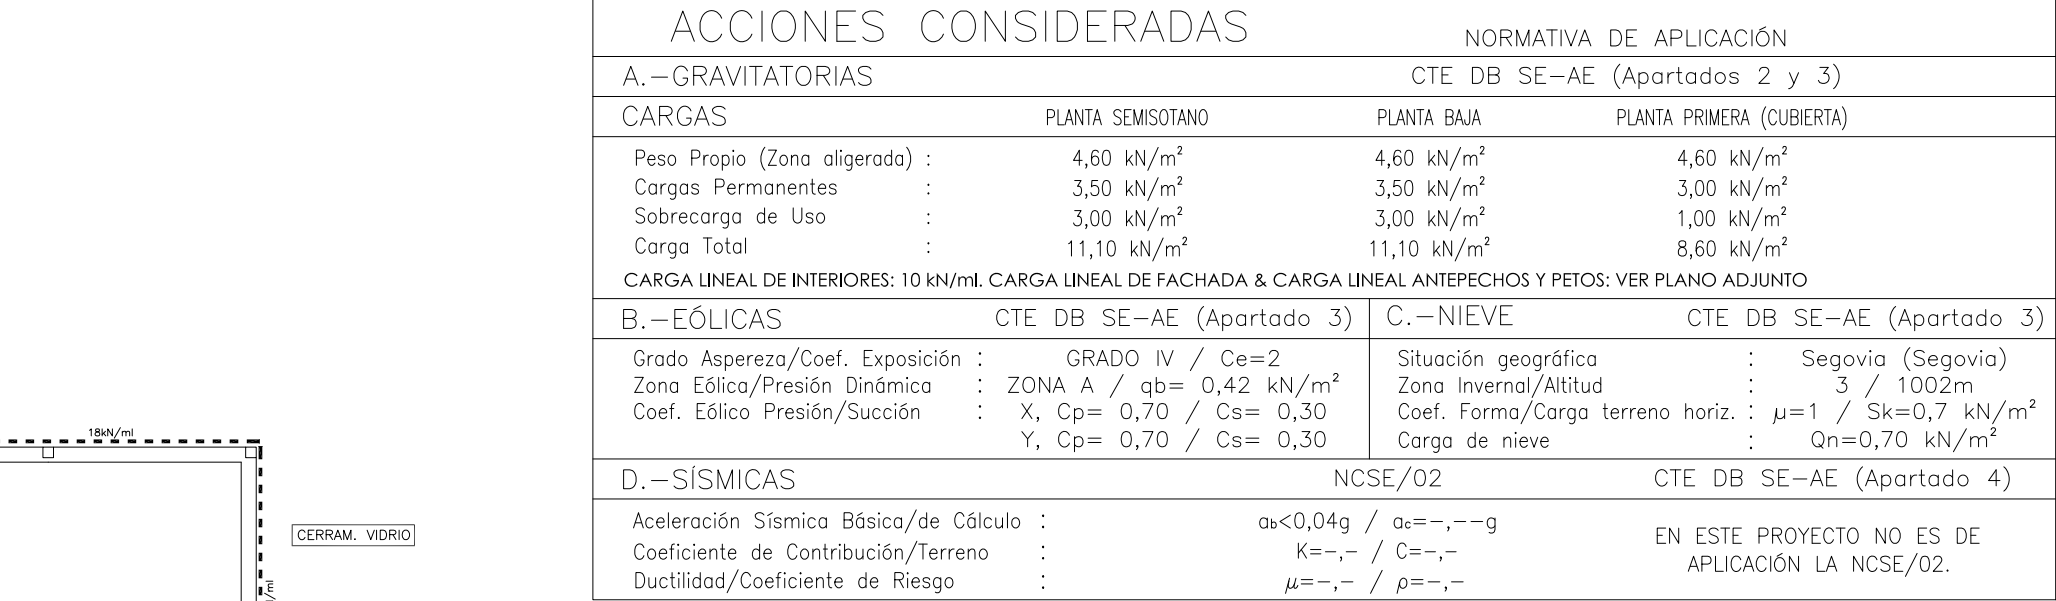 ACCIONES CONSIDERADAS NORMATIVA DE APLICACIÓN
A.-GRAVITATORIAS CTE DB SE-AE (Apartados 2 y 3)
CARGAS PLANTA SEMISOTANO PLANTA BAJA PLANTA PRIMERA (CUBIERTA)
Peso Propio (Zona aligerada) : 4,60 kN/m² 4,60 kN/m² 4,60 kN/m²
Cargas Permanentes : 3,50 kN/m² 3,50 kN/m² 3,00 kN/m²
Sobrecarga de Uso : 3,00 kN/m² 3,00 kN/m² 1,00 kN/m²
Carga Total : 11,10 kN/m² 11,10 kN/m² 8,60 kN/m²
CARGA LINEAL DE INTERIORES: 10 kN/ml. CARGA LINEAL DE FACHADA & CARGA LINEAL ANTEPECHOS Y PETOS: VER PLANO ADJUNTO
B.-EÓLICAS CTE DB SE-AE (Apartado 3)
Grado Aspereza/Coef. Exposición : GRADO IV / Ce=2
Zona Eólica/Presión Dinámica : ZONA A / qb= 0,42 kN/m²
Coef. Eólico Presión/Succión : X, Cp= 0,70 / Cs= 0,30
Y, Cp= 0,70 / Cs= 0,30
C.-NIEVE CTE DB SE-AE (Apartado 3)
Situación geográfica : Segovia (Segovia)
Zona Invernal/Altitud : 3 / 1002m
Coef. Forma/Carga terreno horiz. : μ=1 / Sk=0,7 kN/m²
Carga de nieve : Qn=0,70 kN/m²
D.-SÍSMICAS NCSE/02 CTE DB SE-AE (Apartado 4)
Aceleración Sísmica Básica/de Cálculo : ab<0,04g / ac=-,--g
Coeficiente de Contribución/Terreno : K=-,- / C=-,-
Ductilidad/Coeficiente de Riesgo : μ=-,- / ρ=-,-
EN ESTE PROYECTO NO ES DE
APLICACIÓN LA NCSE/02.
18kN/ml
CERRAM. VIDRIO